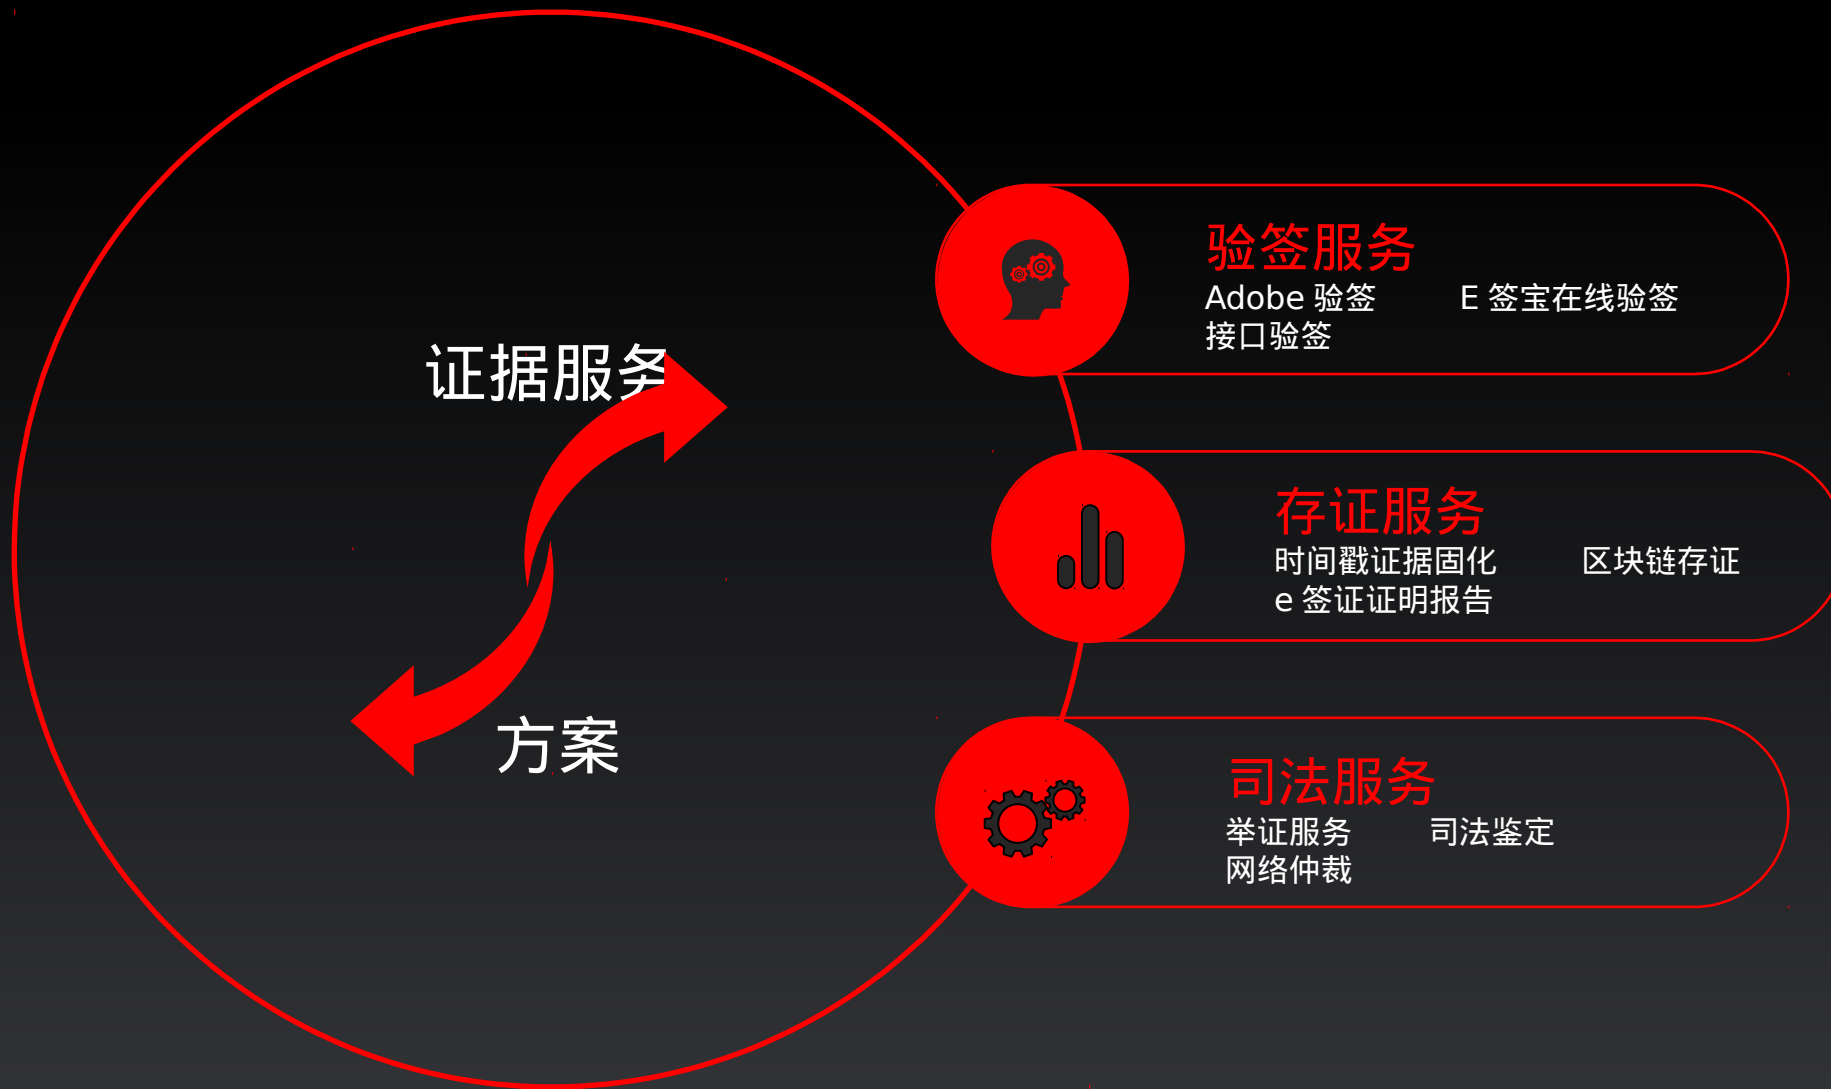 证据服务
方案
验签服务
Adobe 验签 E 签宝在线验签
接口验签
存证服务
时间戳证据固化 区块链存证
e 签证证明报告
司法服务
举证服务 司法鉴定
网络仲裁